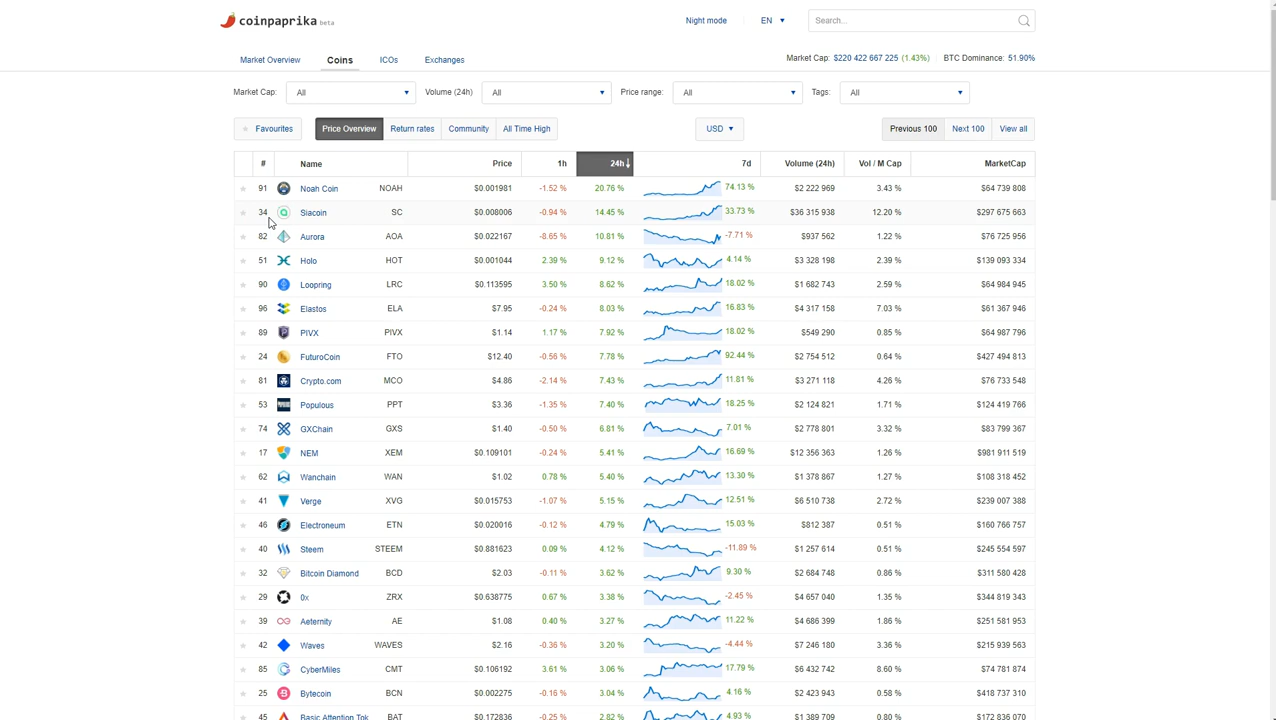 coinpaprika beta
Night mode EN Search...
Market Overview Coins ICOs Exchanges Market Cap: $220 422 667 225 (1.43%) BTC Dominance: 51.90%
Market Cap: All Volume (24h) All Price range: All Tags: All
Favourites Price Overview Return rates Community All Time High USD Previous 100 Next 100 View all
# Name Price 1h 24h↓ 7d Volume (24h) Vol / M Cap MarketCap
91 Noah Coin NOAH $0.001981 -1.52 % 20.76 % 74.13 % $2 222 969 3.43 % $64 739 808
34 Siacoin SC $0.008006 -0.94 % 14.45 % 33.73 % $36 315 938 12.20 % $297 675 663
82 Aurora AOA $0.022167 -8.65 % 10.81 % -7.71 % $937 562 1.22 % $76 725 956
51 Holo HOT $0.001044 2.39 % 9.12 % 4.14 % $3 328 198 2.39 % $139 093 334
90 Loopring LRC $0.113595 3.50 % 8.62 % 18.02 % $1 682 743 2.59 % $64 984 945
96 Elastos ELA $7.95 -0.24 % 8.03 % 16.83 % $4 317 158 7.03 % $61 367 946
89 PIVX PIVX $1.14 1.17 % 7.92 % 18.02 % $549 290 0.85 % $64 987 796
24 FuturoCoin FTO $12.40 -0.56 % 7.78 % 92.44 % $2 754 512 0.64 % $427 494 813
81 Crypto.com MCO $4.86 -2.14 % 7.43 % 11.81 % $3 271 118 4.26 % $76 733 548
53 Populous PPT $3.36 -1.35 % 7.40 % 18.25 % $2 124 821 1.71 % $124 419 766
74 GXChain GXS $1.40 -0.50 % 6.81 % 7.01 % $2 778 801 3.32 % $83 799 367
17 NEM XEM $0.109101 -0.24 % 5.41 % 16.69 % $12 356 363 1.26 % $981 911 519
62 Wanchain WAN $1.02 0.78 % 5.40 % 13.30 % $1 378 867 1.27 % $108 318 452
41 Verge XVG $0.015753 -1.07 % 5.15 % 12.51 % $6 510 738 2.72 % $239 007 388
46 Electroneum ETN $0.020016 -0.12 % 4.79 % 15.03 % $812 387 0.51 % $160 766 757
40 Steem STEEM $0.881623 0.09 % 4.12 % -11.89 % $1 257 614 0.51 % $245 554 597
32 Bitcoin Diamond BCD $2.03 -0.11 % 3.62 % 9.30 % $2 684 748 0.86 % $311 580 428
29 0x ZRX $0.638775 0.67 % 3.38 % -2.45 % $4 657 040 1.35 % $344 819 343
39 Aeternity AE $1.08 0.40 % 3.27 % 11.22 % $4 686 399 1.86 % $251 581 953
42 Waves WAVES $2.16 -0.36 % 3.20 % -4.44 % $7 246 180 3.36 % $215 939 563
85 CyberMiles CMT $0.106192 3.61 % 3.06 % 17.79 % $6 432 742 8.60 % $74 781 874
25 Bytecoin BCN $0.002275 -0.16 % 3.04 % 4.16 % $2 423 943 0.58 % $418 737 310
45 Basic Attention Tok BAT $0.172836 -0.25 % 2.82 % 4.93 % $1 389 709 0.80 % $172 836 070